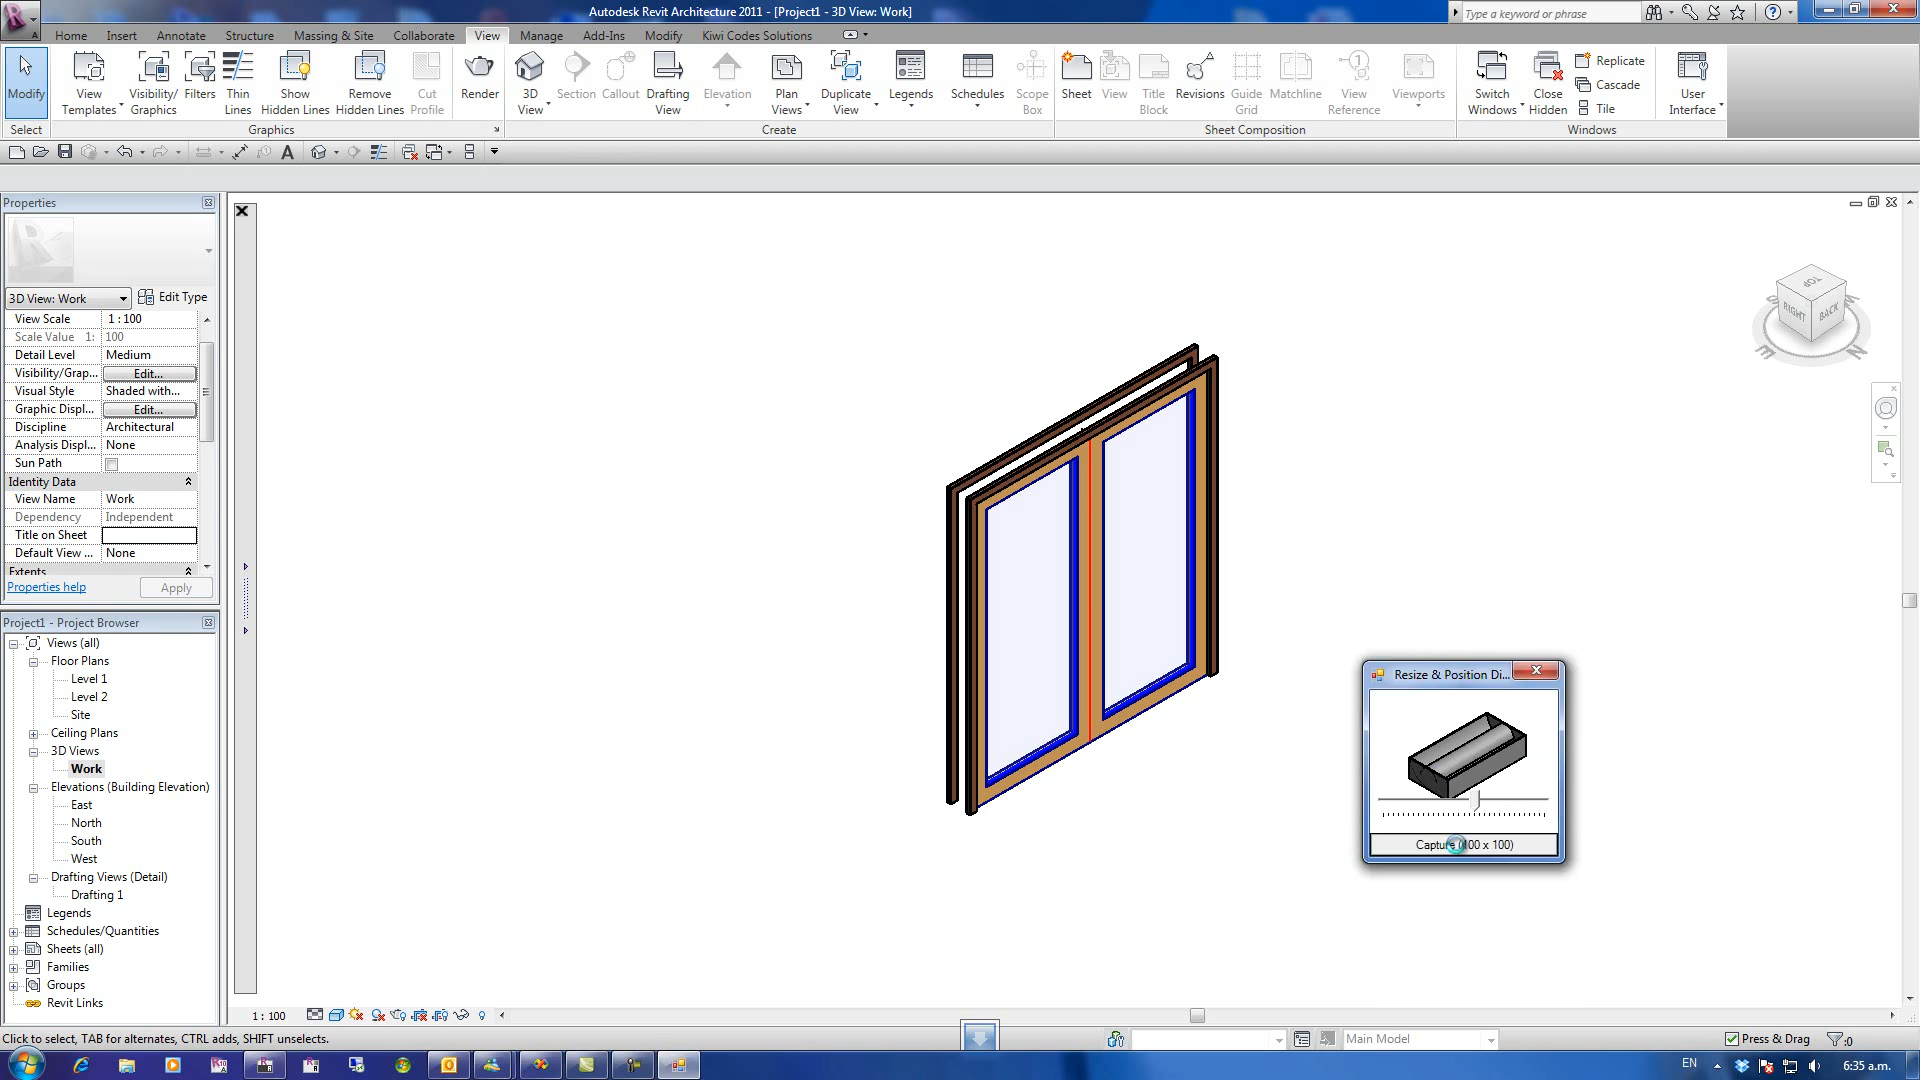 Autodesk Revit Architecture 2011 - [Project1 - 3D View: Work]
Type a keyword or phrase
Home Insert Annotate Structure Massing & Site Collaborate View Manage Add-Ins Modify Kiwi Codes Solutions
Modify
View Templates
Visibility/ Graphics
Filters
Thin Lines
Show Hidden Lines
Remove Hidden Lines
Cut Profile
Render
3D View
Section
Callout
Drafting View
Elevation
Plan Views
Duplicate View
Legends
Schedules
Scope Box
Sheet
View
Title Block
Revisions
Guide Grid
Matchline
View Reference
Viewports
Switch Windows
Close Hidden
Replicate
Cascade
Tile
User Interface
Select Graphics Create Sheet Composition Windows
Properties
3D View: Work Edit Type
View Scale 1 : 100
Scale Value 1: 100
Detail Level Medium
Visibility/Grap... Edit...
Visual Style Shaded with...
Graphic Displ... Edit...
Discipline Architectural
Analysis Displ... None
Sun Path
Identity Data
View Name Work
Dependency Independent
Title on Sheet
Default View ... None
Extents
Properties help Apply
Project1 - Project Browser
Views (all)
Floor Plans
Level 1
Level 2
Site
Ceiling Plans
3D Views
Work
Elevations (Building Elevation)
East
North
South
West
Drafting Views (Detail)
Drafting 1
Legends
Schedules/Quantities
Sheets (all)
Families
Groups
Revit Links
TOP
RIGHT BACK
E N
Resize & Position Di...
Capture (100 x 100)
1 : 100
Click to select, TAB for alternates, CTRL adds, SHIFT unselects.
Main Model
Press & Drag
:0
EN
6:35 a.m.